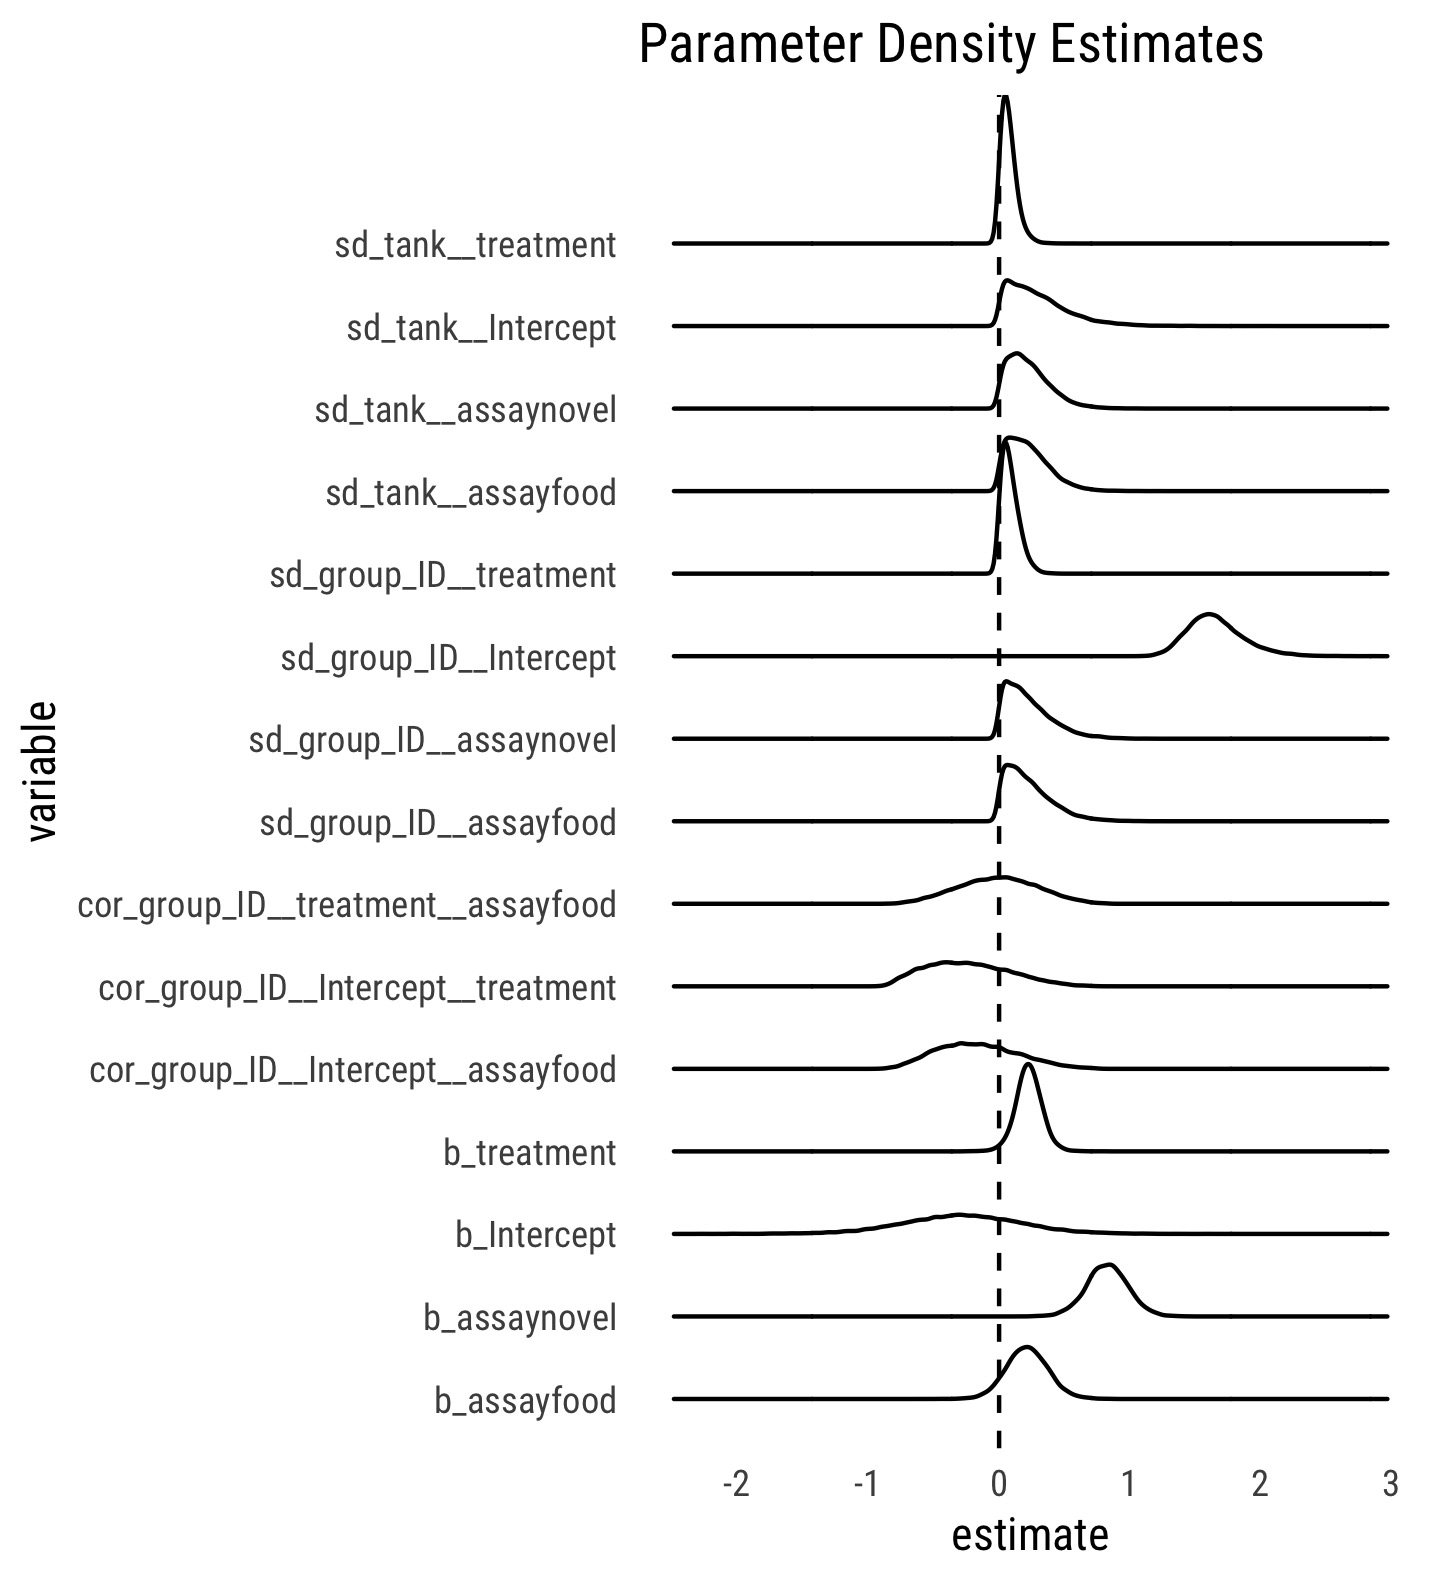 Parameter Density Estimates
sd_tank__treatment
sd_tank__Intercept
sd_tank__assaynovel
sd_tank__assayfood
sd_group_ID__treatment
sd_group_ID__Intercept
sd_group_ID__assaynovel
sd_group_ID__assayfood
cor_group_ID__treatment__assayfood
cor_group_ID__Intercept__treatment
cor_group_ID__Intercept__assayfood
b_treatment
b_Intercept
b_assaynovel
b_assayfood
variable
-2 -1 0 1 2 3
estimate